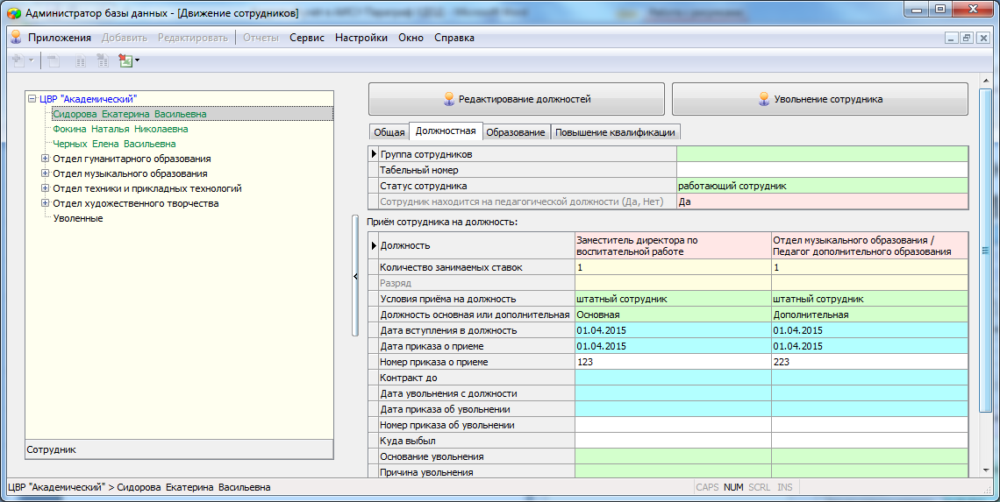 Администратор базы данных - [Движение сотрудников]
Приложения Добавить Редактировать Отчеты Сервис Настройки Окно Справка
ЦВР "Академический"
Сидорова Екатерина Васильевна
Фокина Наталья Николаевна
Черных Елена Васильевна
Отдел гуманитарного образования
Отдел музыкального образования
Отдел техники и прикладных технологий
Отдел художественного творчества
Уволенные
Сотрудник
Редактирование должностей Увольнение сотрудника
Общая Должностная Образование Повышение квалификации
Группа сотрудников
Табельный номер
Статус сотрудника работающий сотрудник
Сотрудник находится на педагогической должности (Да, Нет) Да
Приём сотрудника на должность:
Должность Заместитель директора по воспитательной работе Отдел музыкального образования / Педагог дополнительного образования
Количество занимаемых ставок 1 1
Разряд
Условия приёма на должность штатный сотрудник штатный сотрудник
Должность основная или дополнительная Основная Дополнительная
Дата вступления в должность 01.04.2015 01.04.2015
Дата приказа о приеме 01.04.2015 01.04.2015
Номер приказа о приеме 123 223
Контракт до
Дата увольнения с должности
Дата приказа об увольнении
Номер приказа об увольнении
Куда выбыл
Основание увольнения
Причина увольнения
ЦВР "Академический" > Сидорова Екатерина Васильевна CAPS NUM SCRL INS